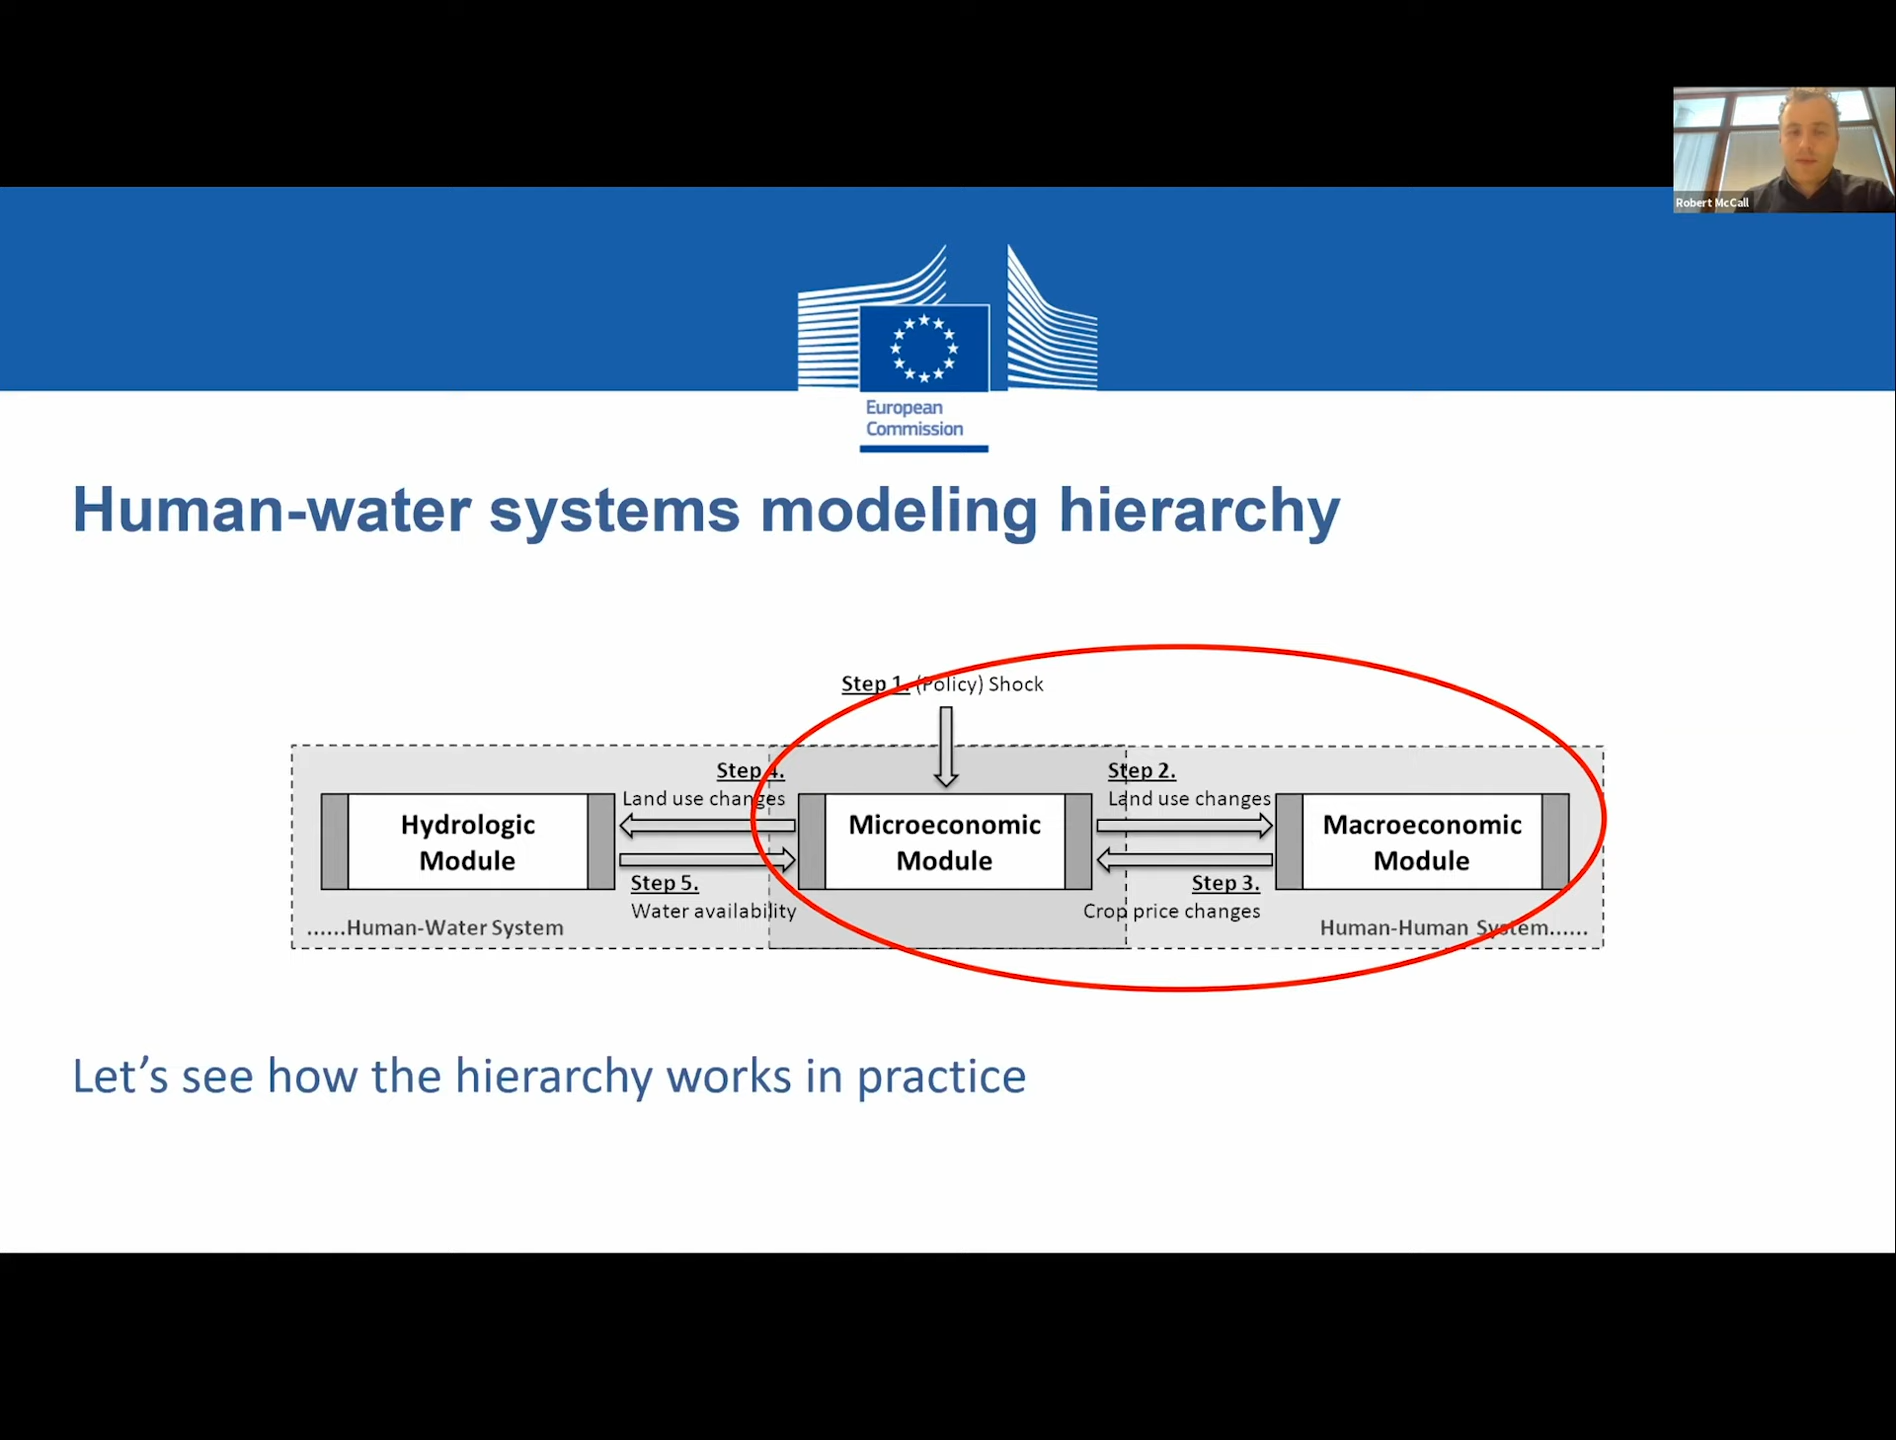 Robert McCall
European
Commission
Human-water systems modeling hierarchy
Step 1. (Policy) Shock
Step 4.
Land use changes
Step 2.
Land use changes
Hydrologic
Module
Microeconomic
Module
Macroeconomic
Module
Step 5.
Water availability
Step 3.
Crop price changes
......Human-Water System
Human-Human System......
Let's see how the hierarchy works in practice